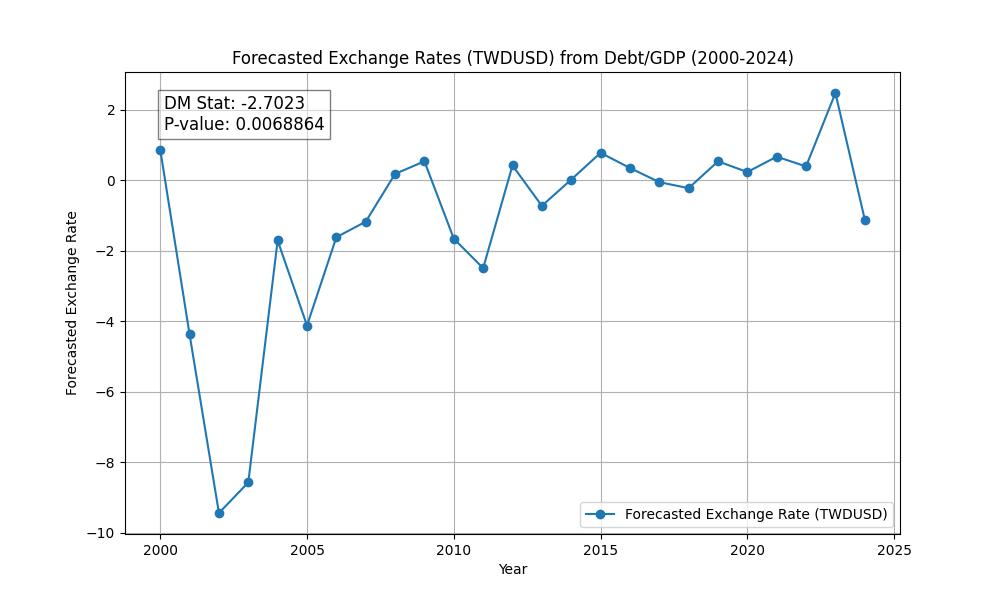 Forecasted Exchange Rates (TWDUSD) from Debt/GDP (2000-2024)
DM Stat: -2.7023
P-value: 0.0068864
Forecasted Exchange Rate
2
0
−2
−4
−6
−8
−10
Forecasted Exchange Rate (TWDUSD)
2000
2005
2010
2015
2020
2025
Year